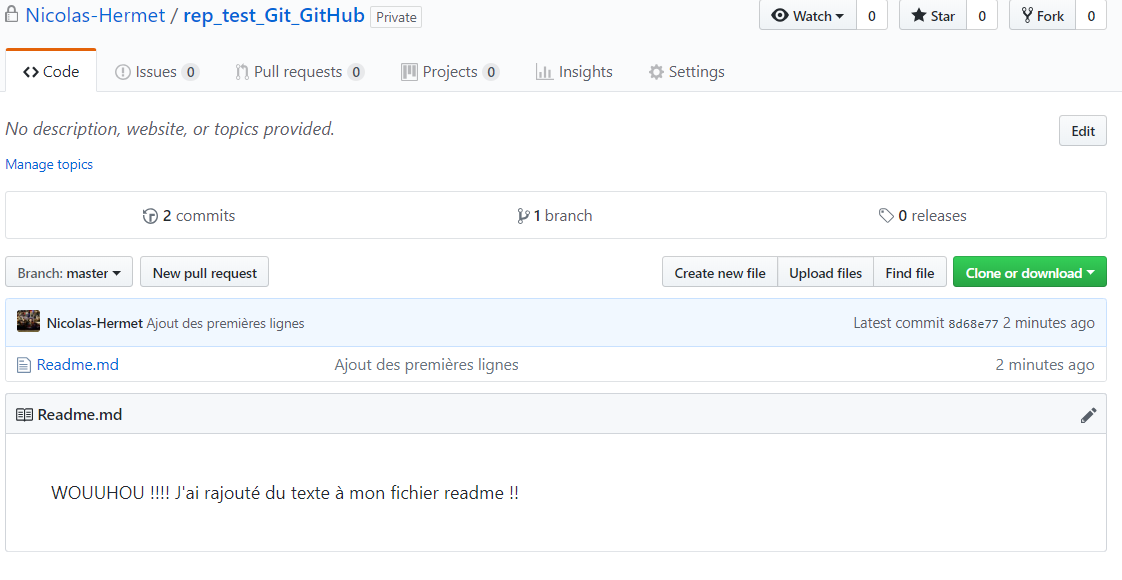 Nicolas-Hermet / rep_test_Git_GitHub Private Watch 0 Star 0 Fork 0
Code Issues 0 Pull requests 0 Projects 0 Insights Settings
No description, website, or topics provided. Edit
Manage topics
2 commits 1 branch 0 releases
Branch: master New pull request Create new file Upload files Find file Clone or download
Nicolas-Hermet Ajout des premières lignes Latest commit 8d68e77 2 minutes ago
Readme.md Ajout des premières lignes 2 minutes ago
Readme.md
WOUUHOU !!!! J'ai rajouté du texte à mon fichier readme !!